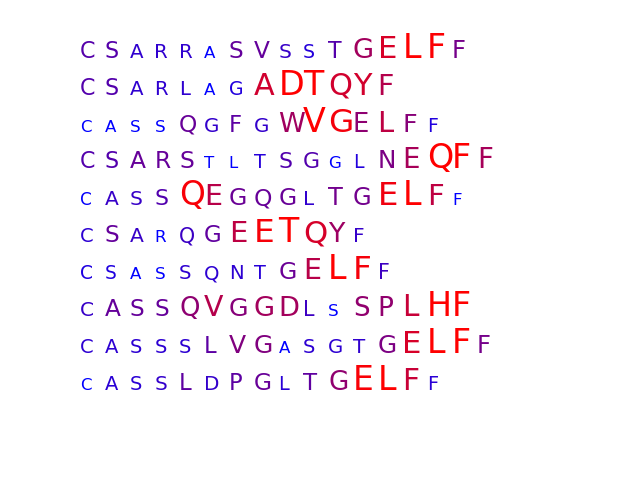 CSARRASVSSTGELFF
CSARLAGADTQYF
CASSQGFGWVGELFF
CSARSTLTSGGLNEQFF
CASSQEGQGLTGELFF
CSARQGEETQYF
CSASSQNTGELFF
CASSQVGGDLSSPLHF
CASSSLVGASGTGELFF
CASSLDPGLTGELFF